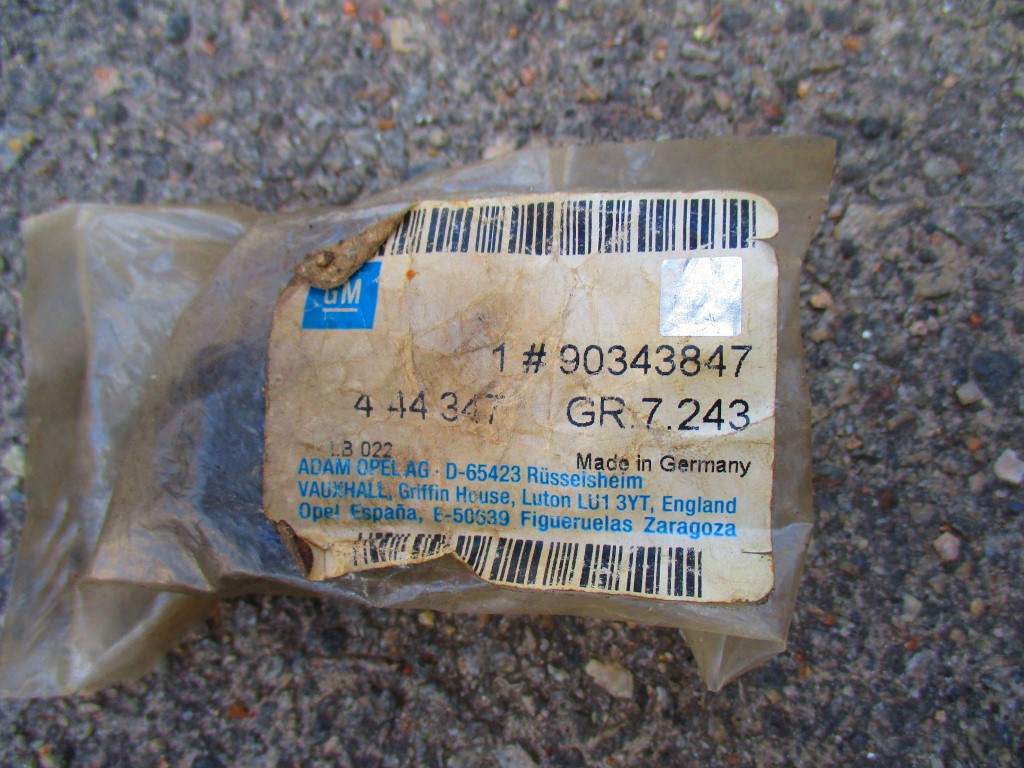 GM
1 # 90343847
4 44 347 GR.7.243
LB 022
Made in Germany
ADAM OPEL AG · D-65423 Rüsselsheim
VAUXHALL, Griffin House, Luton LU1 3YT, England
Opel España, E-50639 Figueruelas Zaragoza